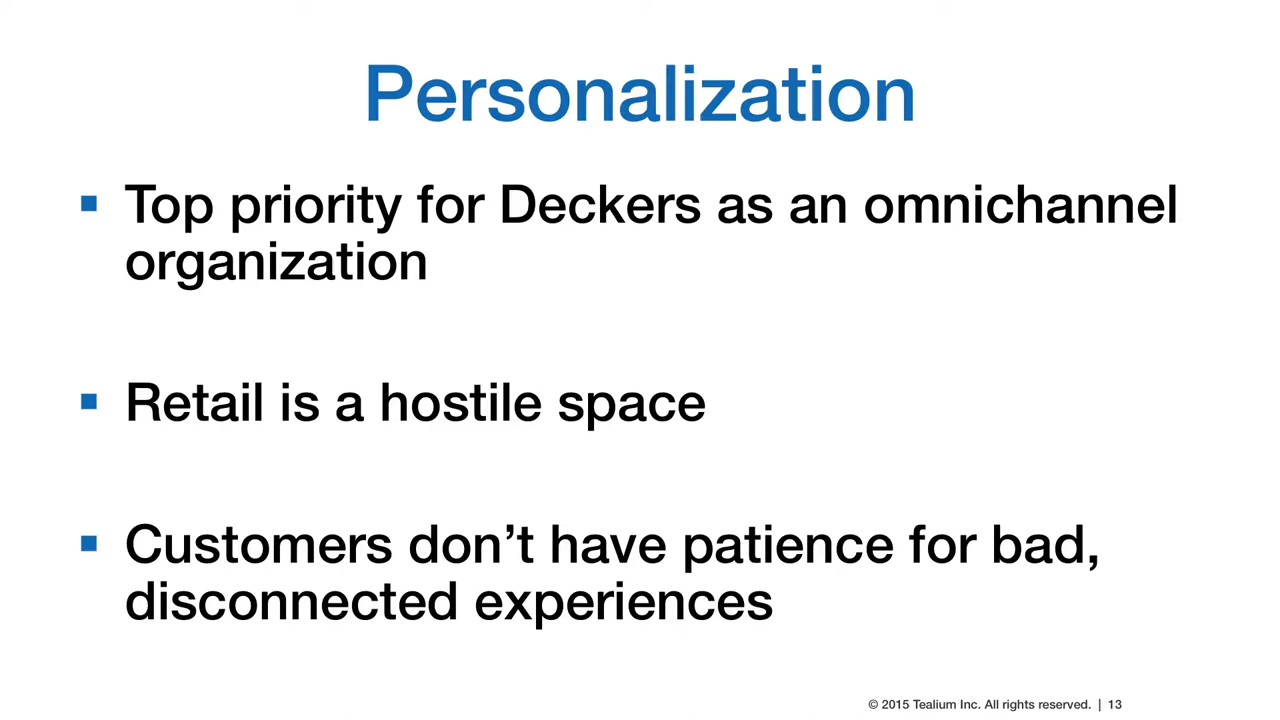 Personalization
▪ Top priority for Deckers as an omnichannel
organization
▪ Retail is a hostile space
▪ Customers don’t have patience for bad,
disconnected experiences
© 2015 Tealium Inc. All rights reserved. | 13